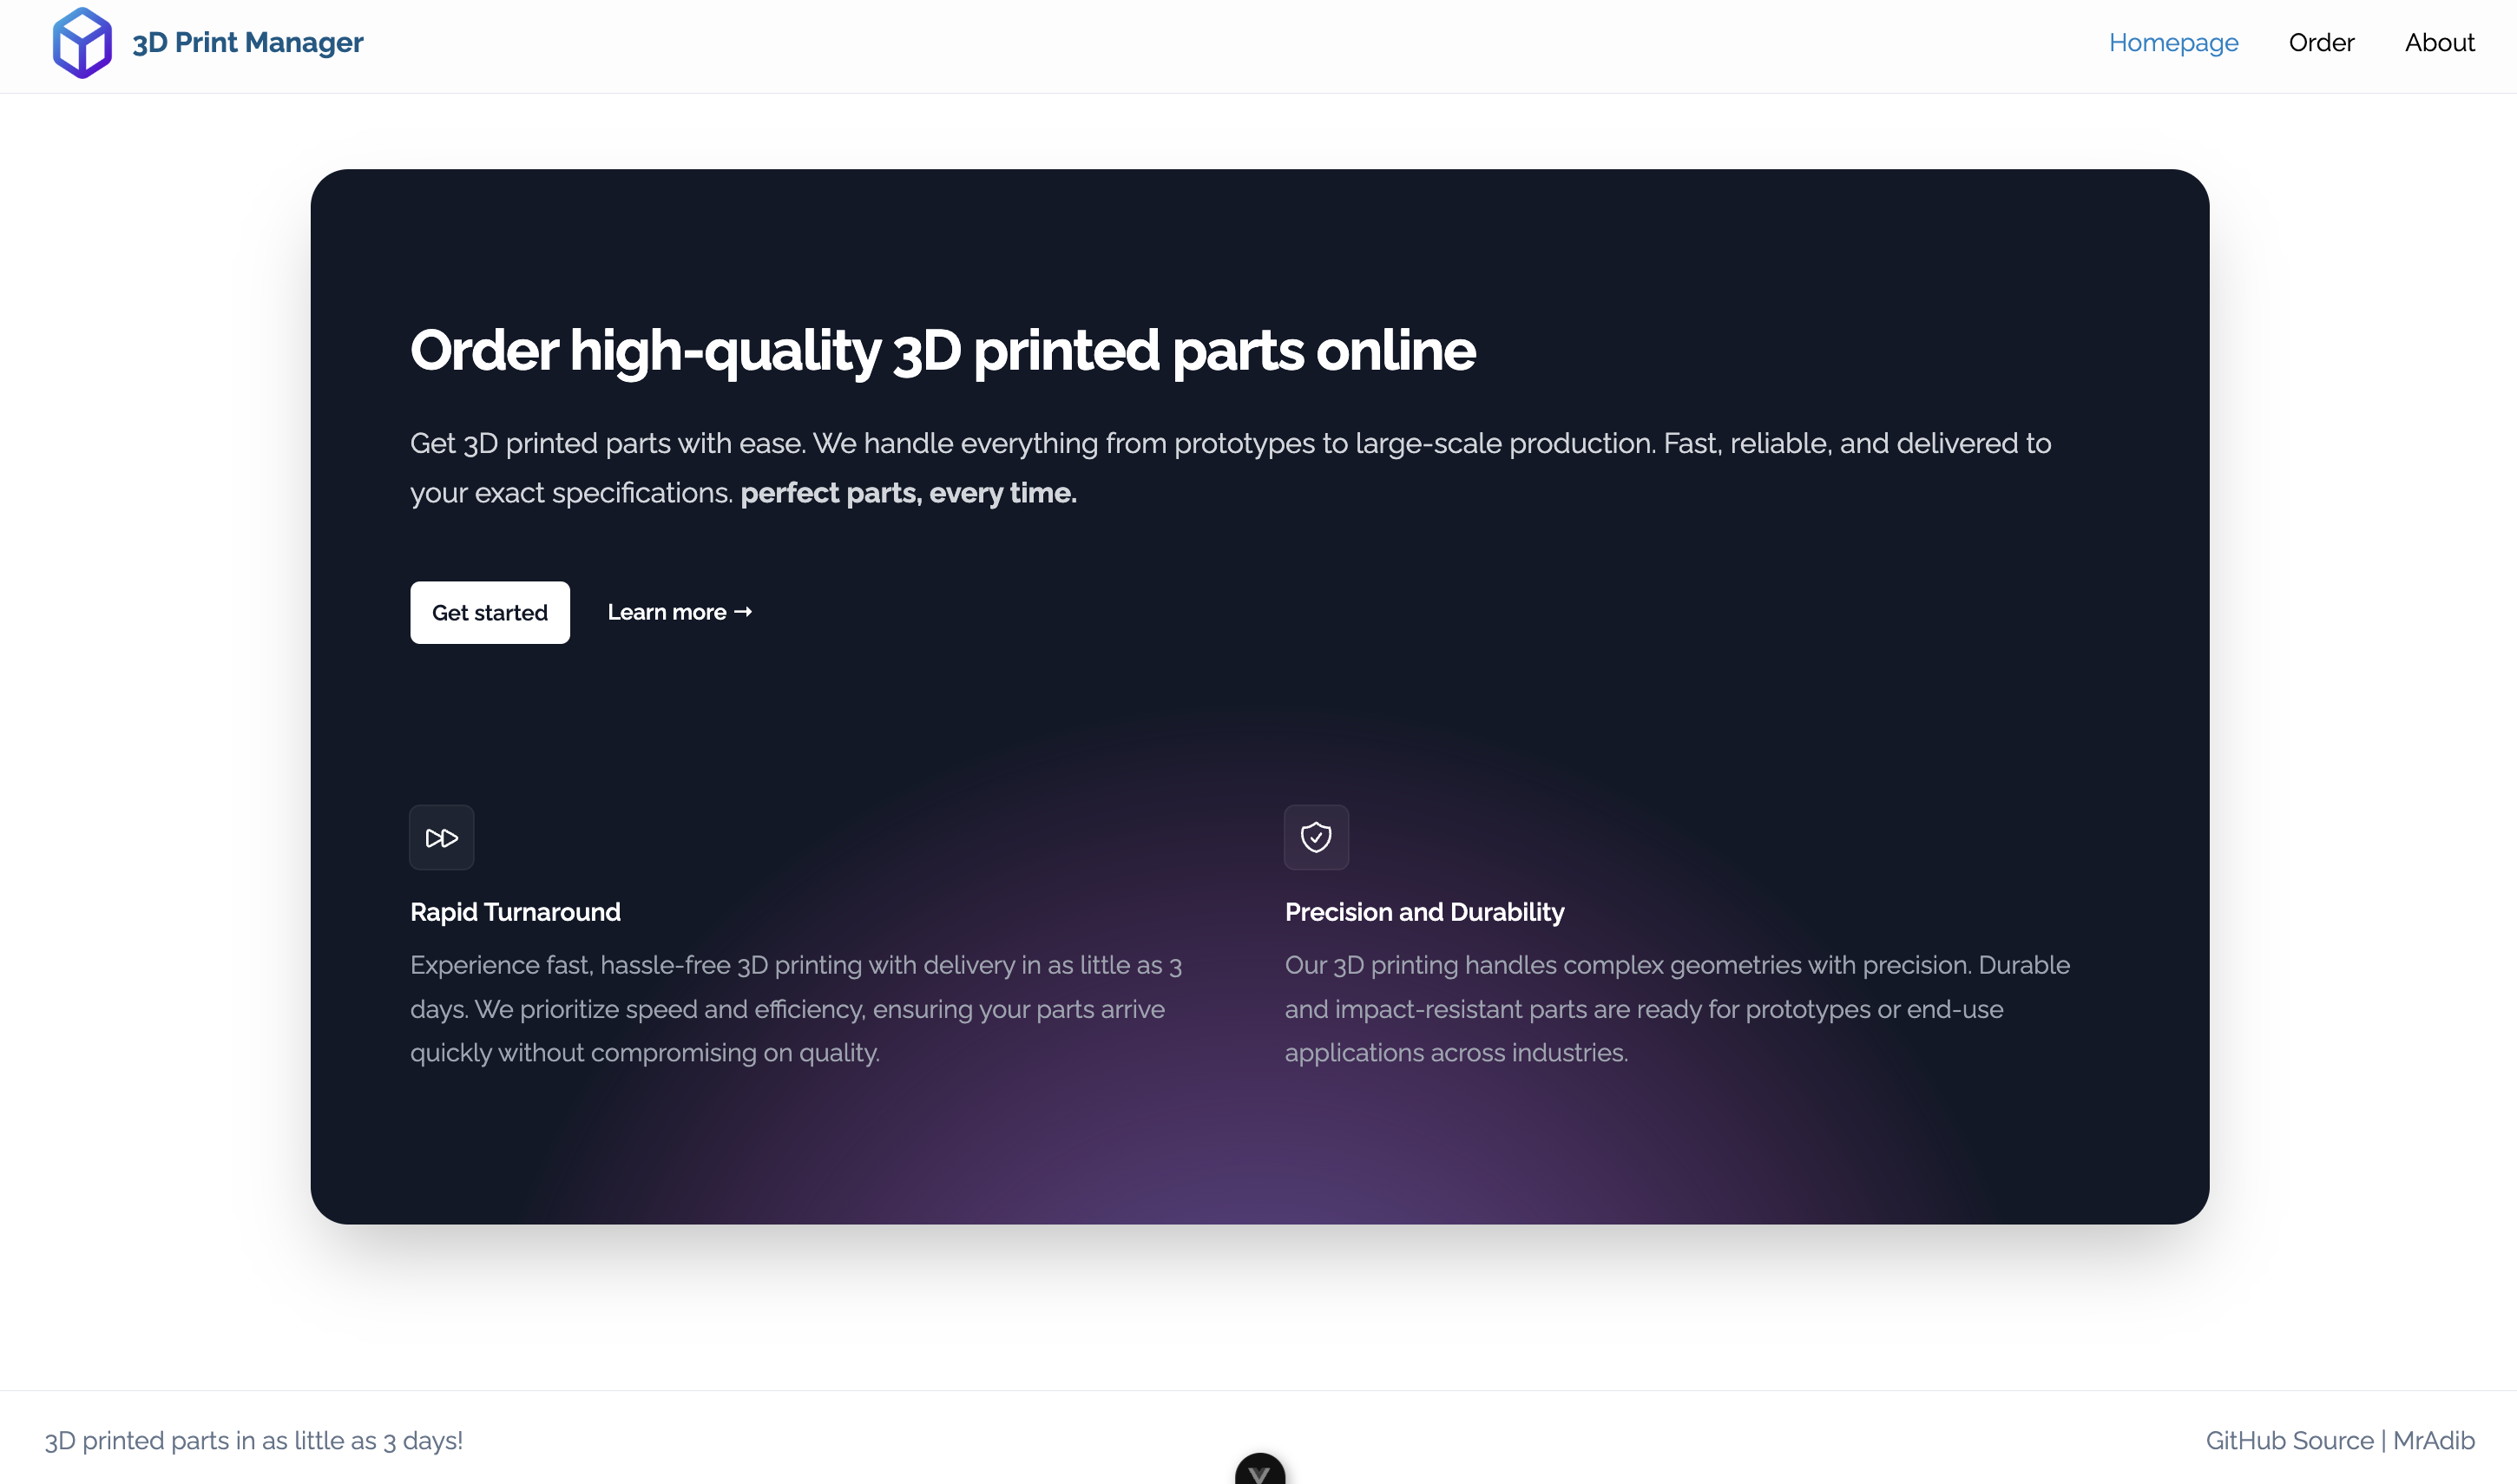 3D Print Manager
Homepage
Order
About
Order high-quality 3D printed parts online
Get 3D printed parts with ease. We handle everything from prototypes to large-scale production. Fast, reliable, and delivered to
your exact specifications. perfect parts, every time.
Get started
Learn more →
Rapid Turnaround
Experience fast, hassle-free 3D printing with delivery in as little as 3
days. We prioritize speed and efficiency, ensuring your parts arrive
quickly without compromising on quality.
Precision and Durability
Our 3D printing handles complex geometries with precision. Durable
and impact-resistant parts are ready for prototypes or end-use
applications across industries.
3D printed parts in as little as 3 days!
GitHub Source | MrAdib